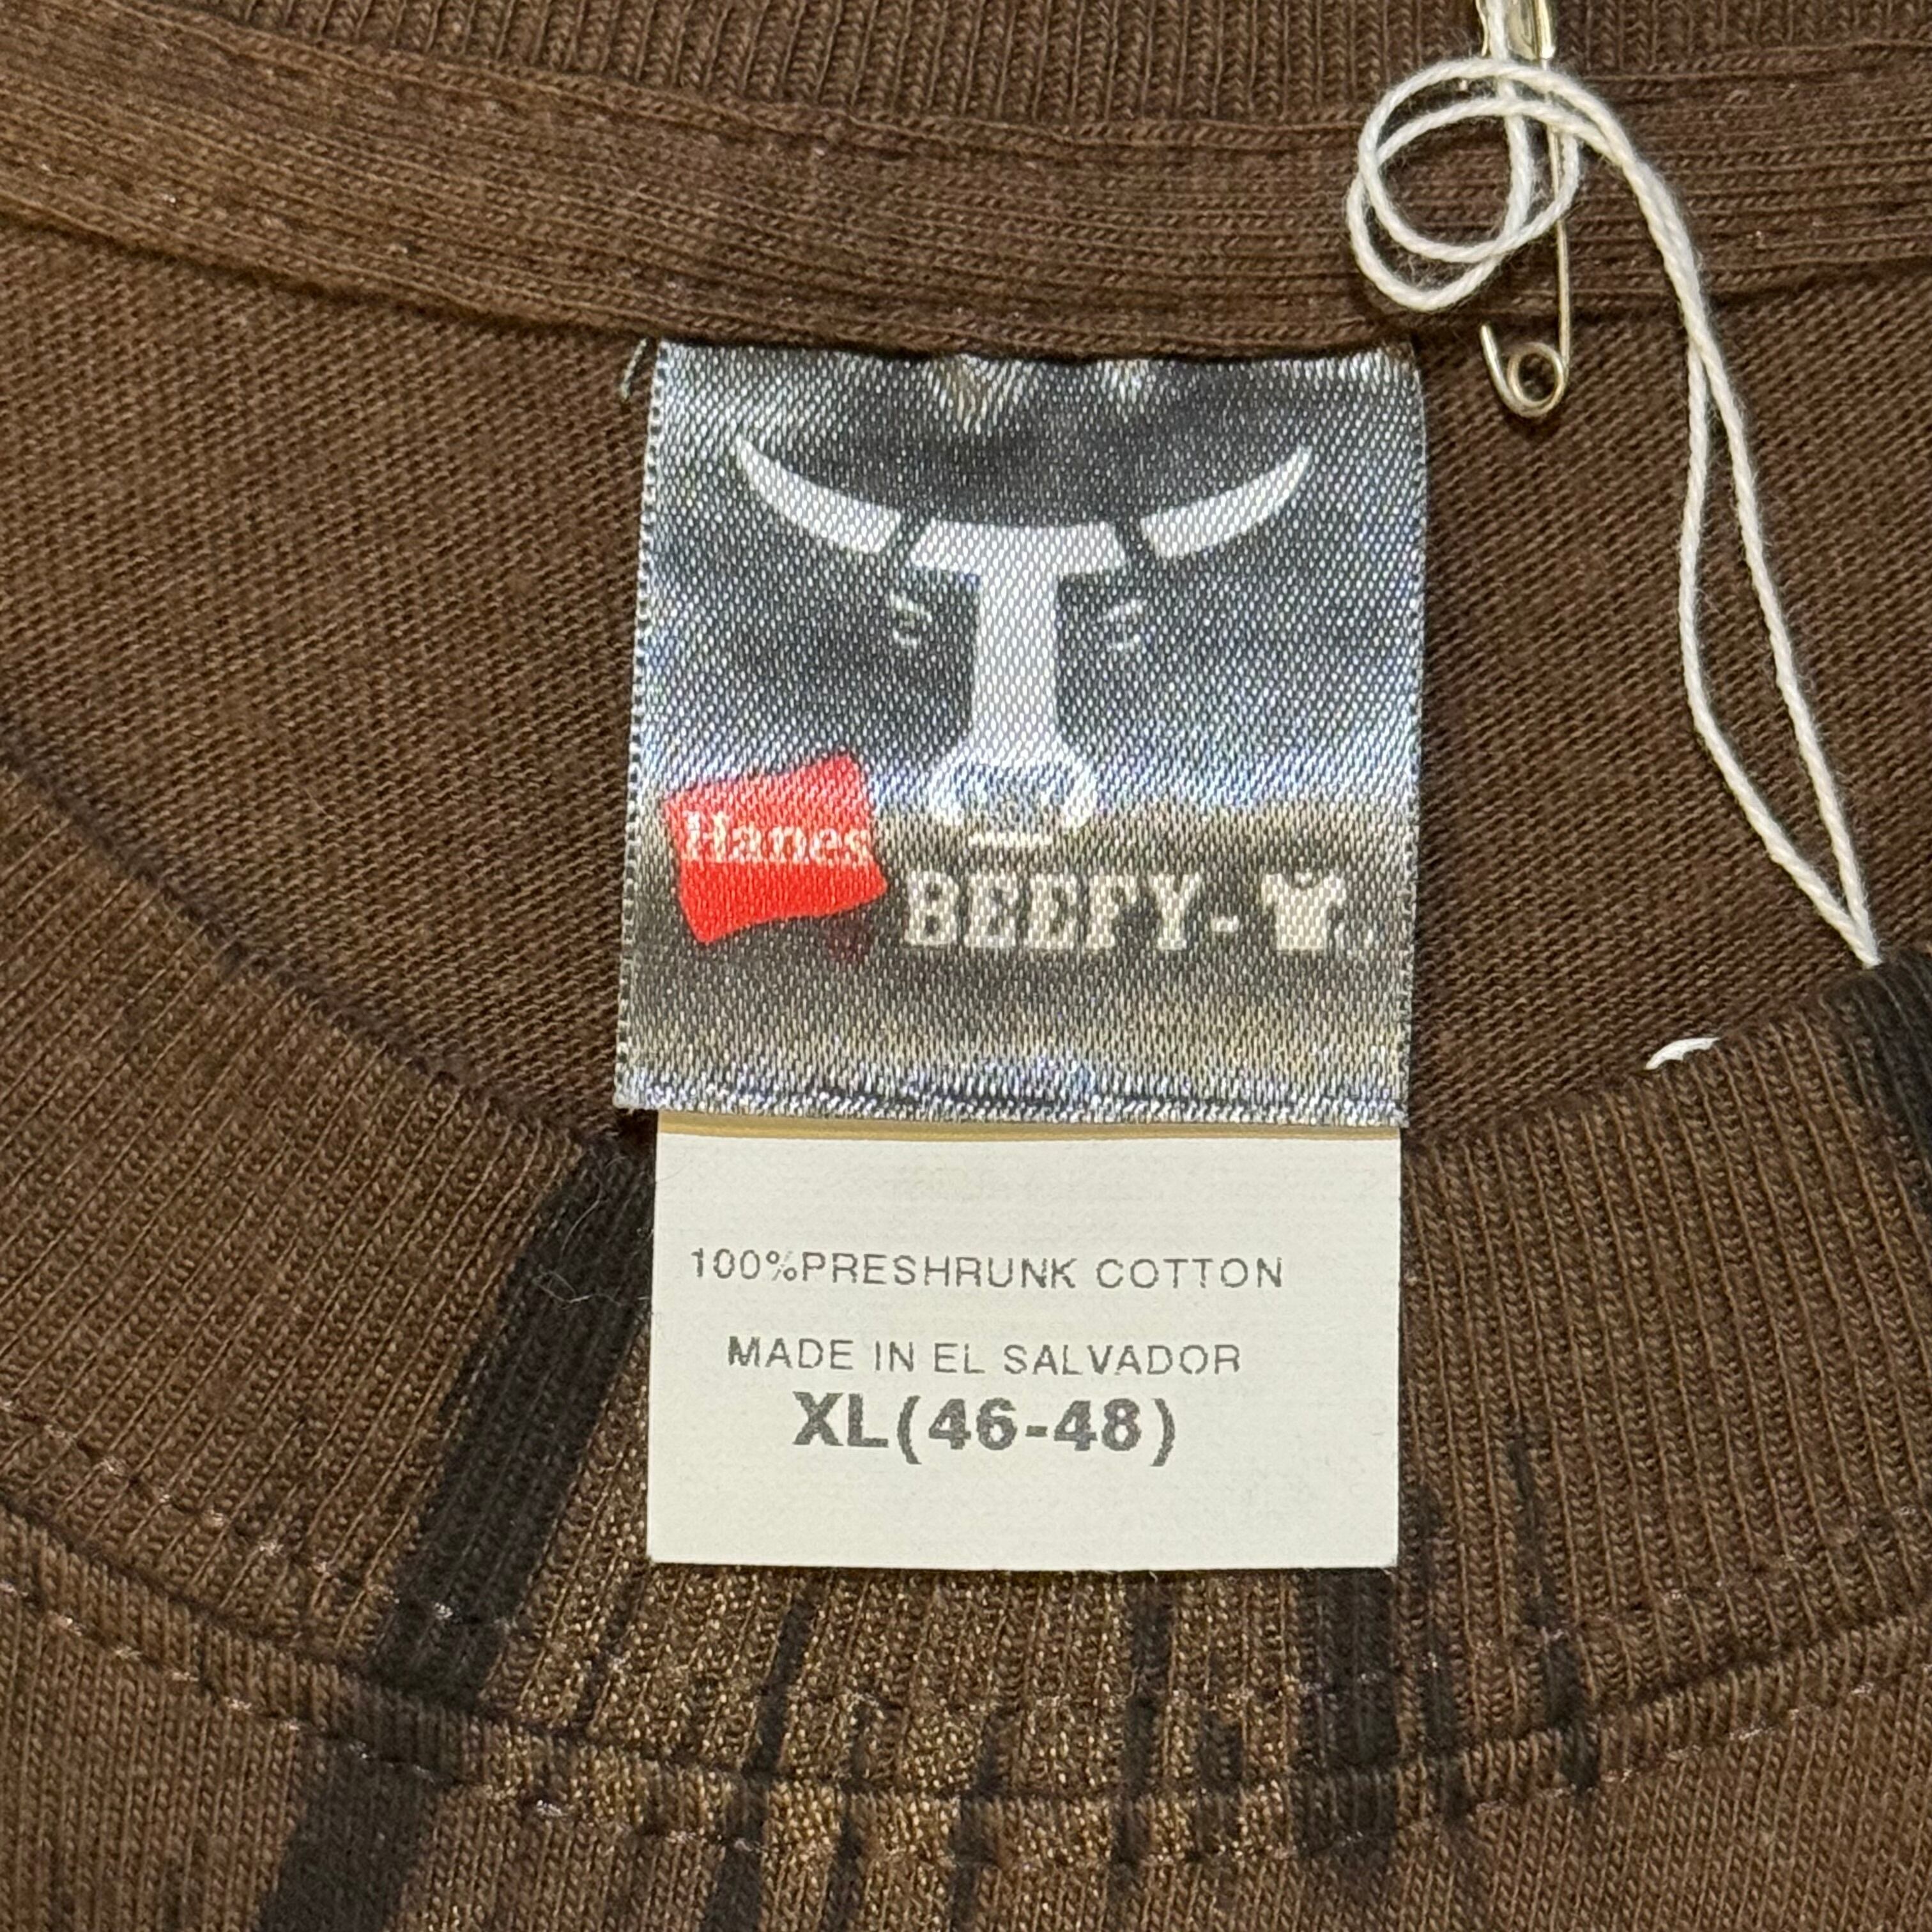 Hanes
BEEFY-
100%PRESHRUNK COTTON
MADE IN EL SALVADOR
XL(46-48)